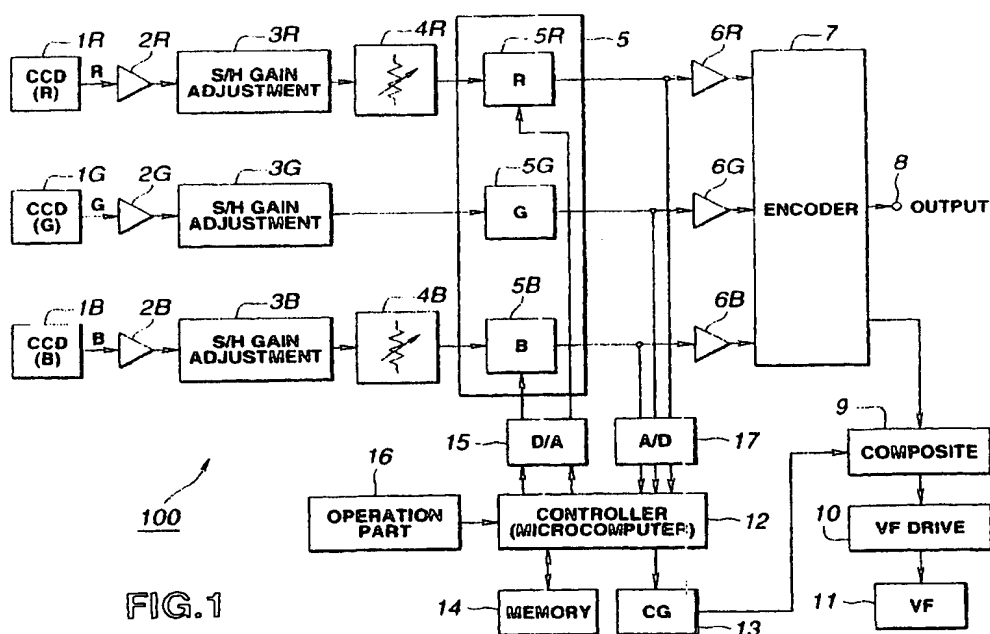 1R 2R 3R 4R 5R 5 6R 7
CCD (R)
R
S/H GAIN ADJUSTMENT
R
1G 2G 3G 5G 6G 8
CCD (G)
G
S/H GAIN ADJUSTMENT
G
ENCODER
OUTPUT
1B 2B 3B 4B 5B 6B
CCD (B)
B
S/H GAIN ADJUSTMENT
B
9
15
D/A
A/D
17
COMPOSITE
16
100
OPERATION PART
CONTROLLER (MICROCOMPUTER)
12
10
VF DRIVE
FIG.1
14
MEMORY
CG
13
11
VF